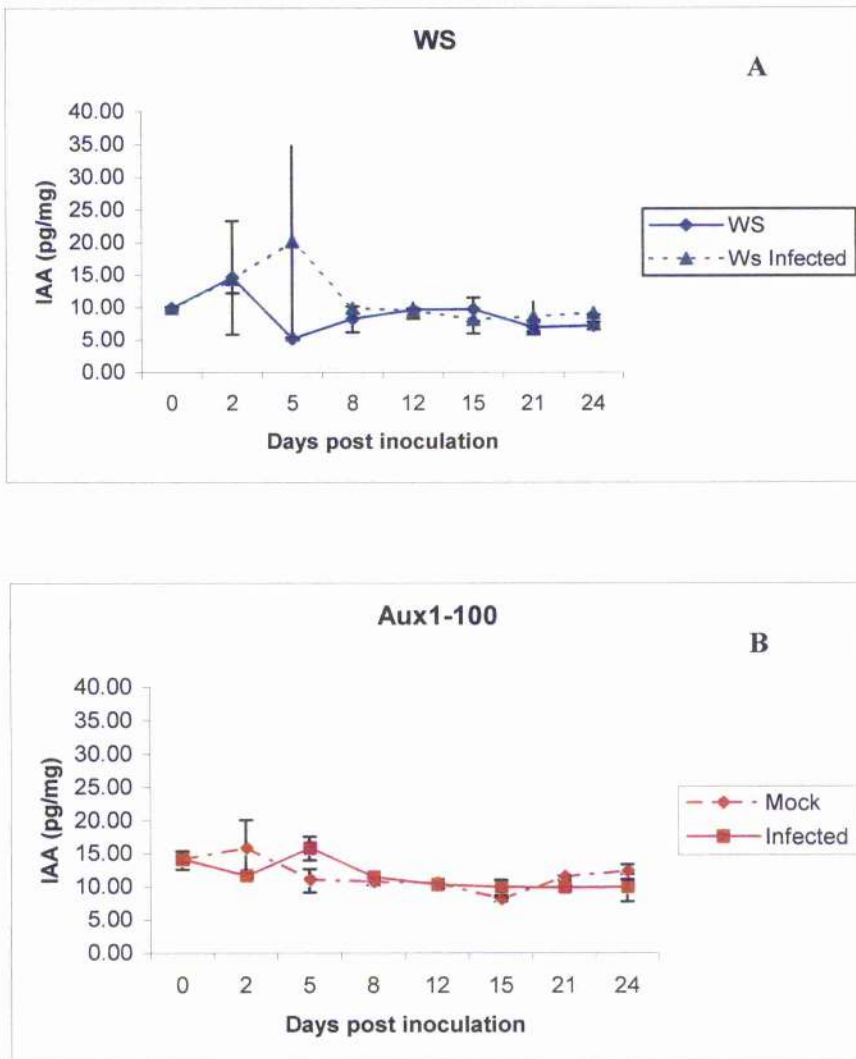 WS
A
40.00
35.00
30.00
25.00
20.00
15.00
10.00
5.00
0.00
IAA (pg/mg)
0 2 5 8 12 15 21 24
Days post inoculation
WS
Ws Infected
Aux1-100
B
40.00
35.00
30.00
25.00
20.00
15.00
10.00
5.00
0.00
IAA (pg/mg)
0 2 5 8 12 15 21 24
Days post inoculation
Mock
Infected